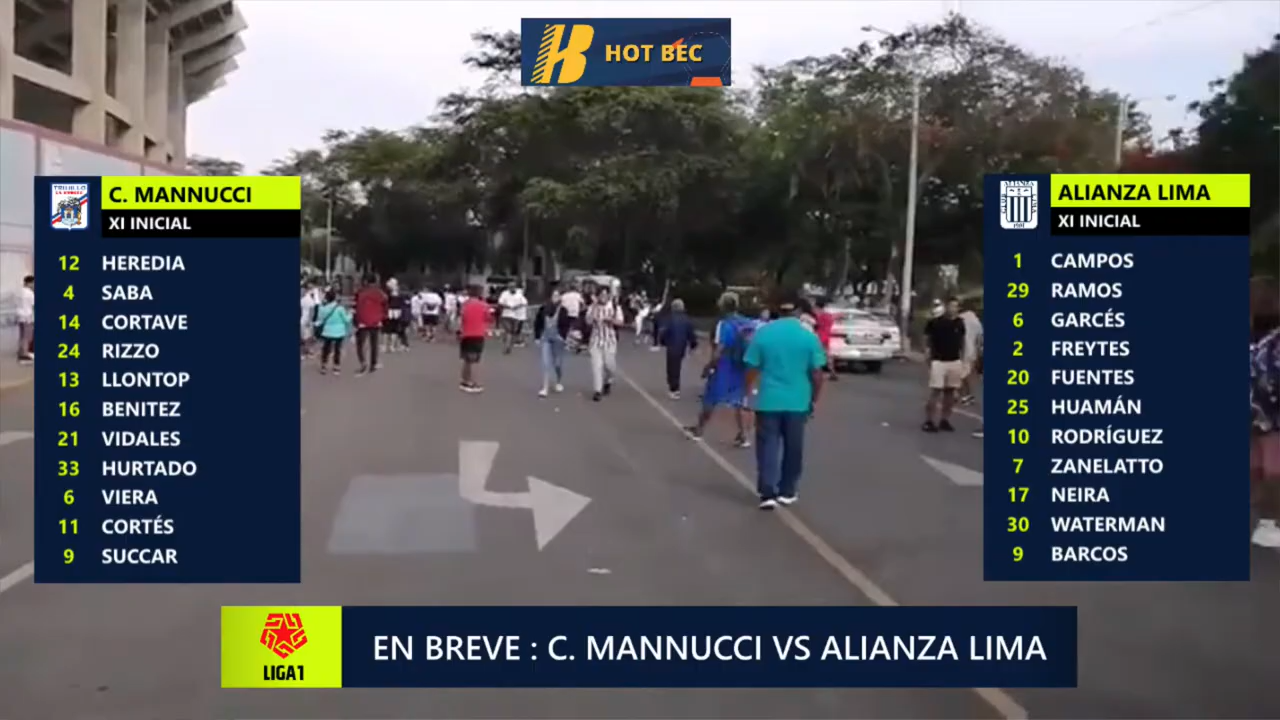 HOT BEC
TRUJILLO
C. MANNUCCI
XI INICIAL
12 HEREDIA
4 SABA
14 CORTAVE
24 RIZZO
13 LLONTOP
16 BENITEZ
21 VIDALES
33 HURTADO
6 VIERA
11 CORTÉS
9 SUCCAR
ALIANZA
ALIANZA LIMA
XI INICIAL
1 CAMPOS
29 RAMOS
6 GARCÉS
2 FREYTES
20 FUENTES
25 HUAMÁN
10 RODRÍGUEZ
7 ZANELATTO
17 NEIRA
30 WATERMAN
9 BARCOS
LIGA1
EN BREVE : C. MANNUCCI VS ALIANZA LIMA